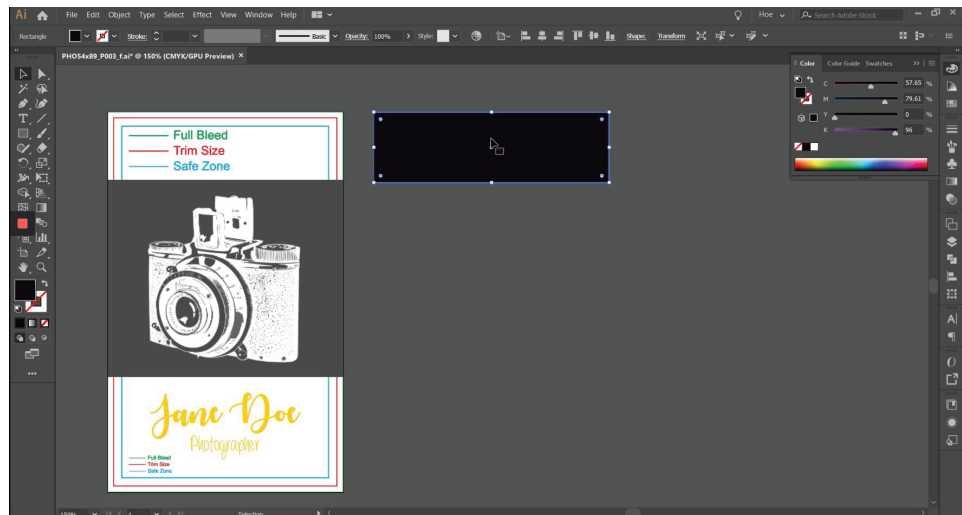 Ai File Edit Object Type Select Effect View Window Help Hoe Search Adobe Stock
Rectangle Stroke: Basic Opacity: 100% Style: Shape: Transform
PHO54x89_P003_f.ai* @ 150% (CMYK/GPU Preview) ×
Color Color Guide Swatches
C 57.65 %
M 79.61 %
Y 0 %
K 96 %
Full Bleed
Trim Size
Safe Zone
Jane Doe
Photographer
Full Bleed
Trim Size
Safe Zone
150% 1 Selection